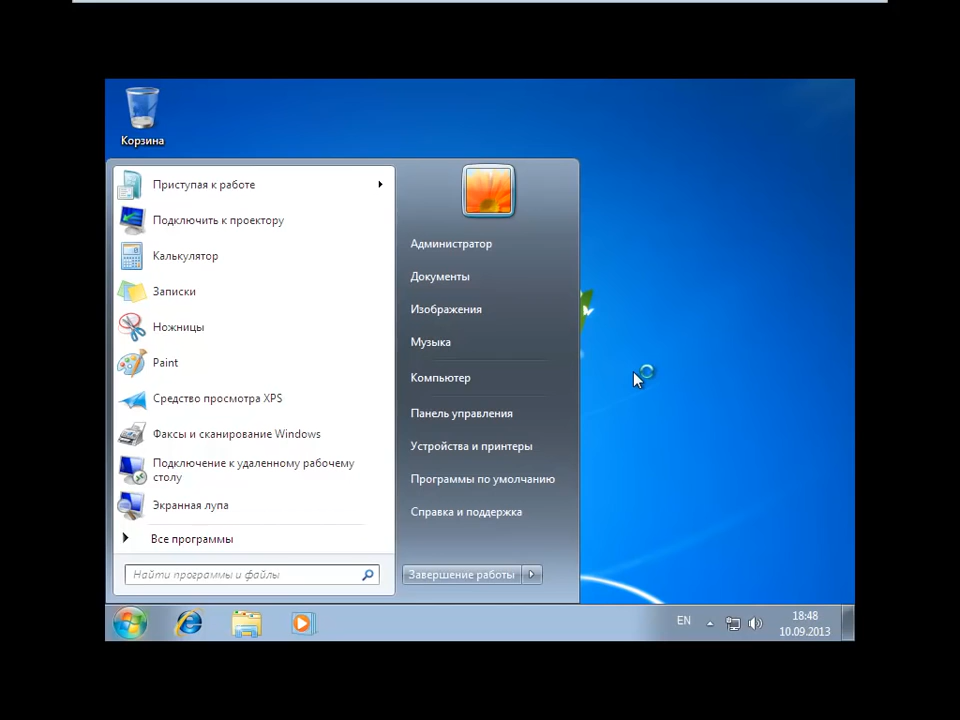 Корзина
Приступая к работе
Подключить к проектору
Калькулятор
Записки
Ножницы
Paint
Средство просмотра XPS
Факсы и сканирование Windows
Подключение к удаленному рабочему
столу
Экранная лупа
Все программы
Найти программы и файлы
Администратор
Документы
Изображения
Музыка
Компьютер
Панель управления
Устройства и принтеры
Программы по умолчанию
Справка и поддержка
Завершение работы
EN
18:48
10.09.2013